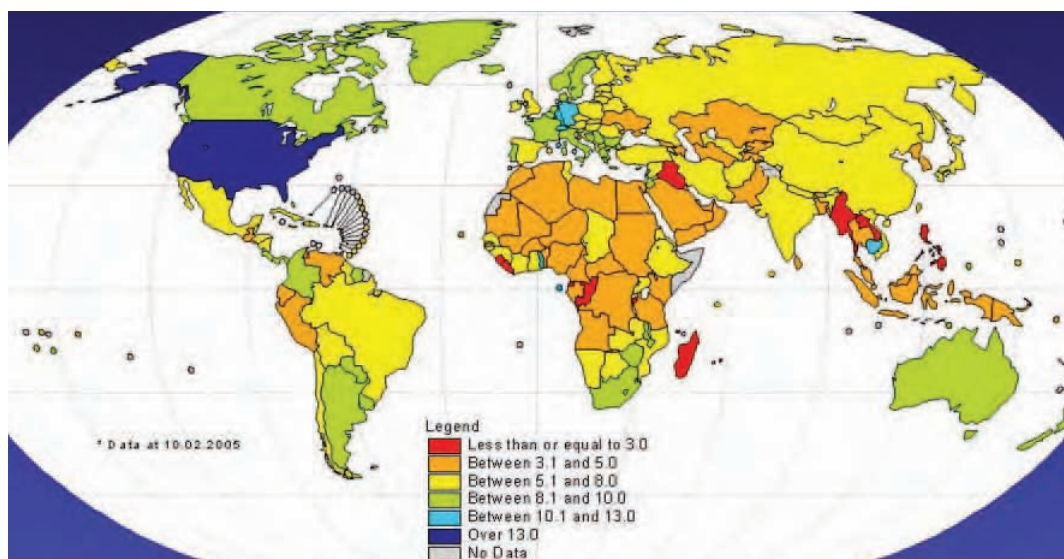 * Data at 10.02.2005
Legend
Less than or equal to 3.0
Between 3.1 and 5.0
Between 5.1 and 8.0
Between 8.1 and 10.0
Between 10.1 and 13.0
Over 13.0
No Data